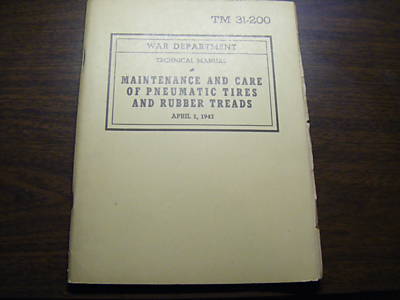 TM 31-200
WAR DEPARTMENT
TECHNICAL MANUAL
MAINTENANCE AND CARE
OF PNEUMATIC TIRES
AND RUBBER TREADS
APRIL 1, 1943